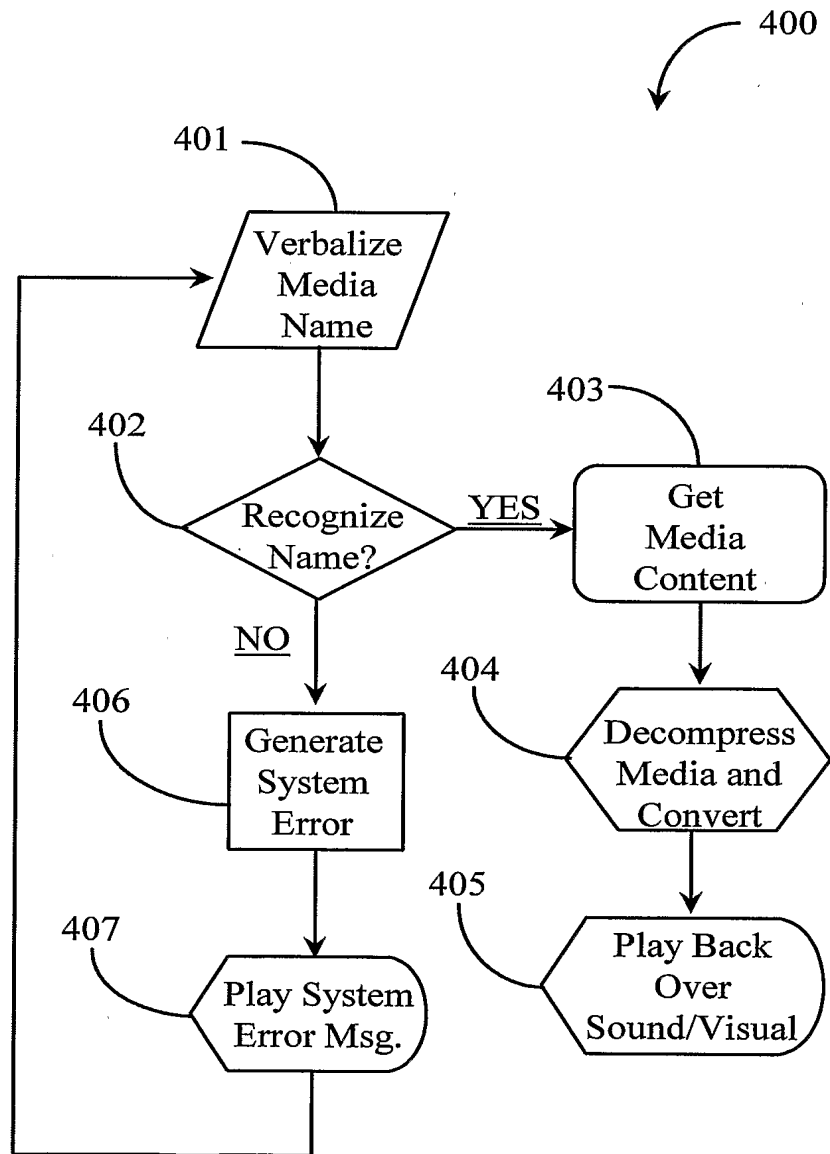 400
401
Verbalize
Media
Name
402
Recognize
Name?
YES
403
Get
Media
Content
NO
404
Decompress
Media and
Convert
406
Generate
System
Error
405
Play Back
Over
Sound/Visual
407
Play System
Error Msg.